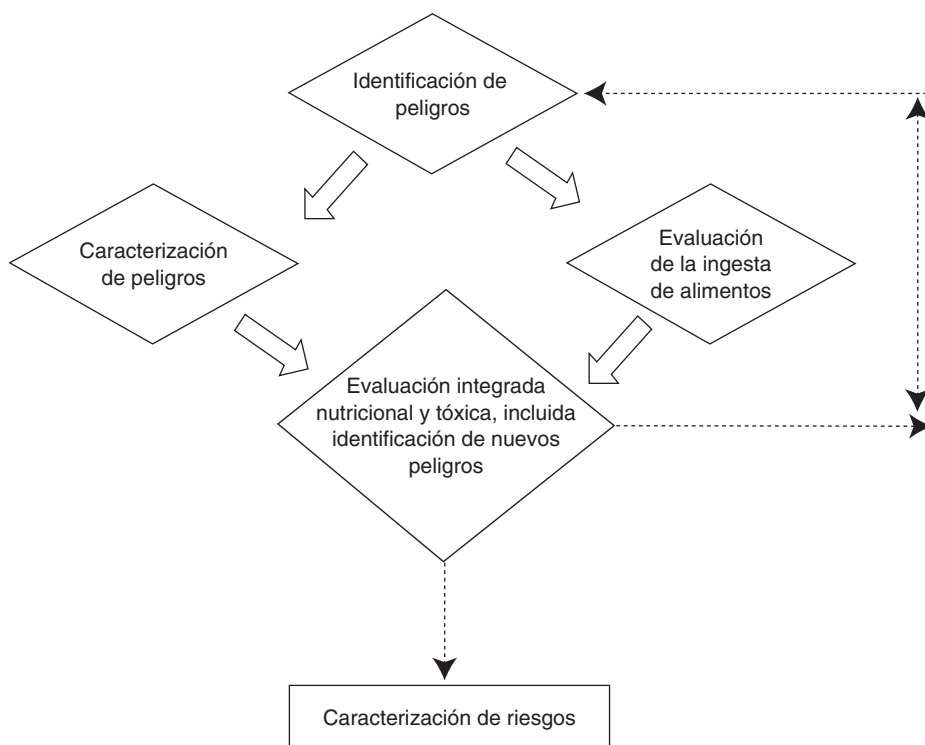 Identificación de
peligros
Caracterización
de peligros
Evaluación
de la ingesta
de alimentos
Evaluación integrada
nutricional y tóxica, incluida
identificación de nuevos
peligros
Caracterización de riesgos